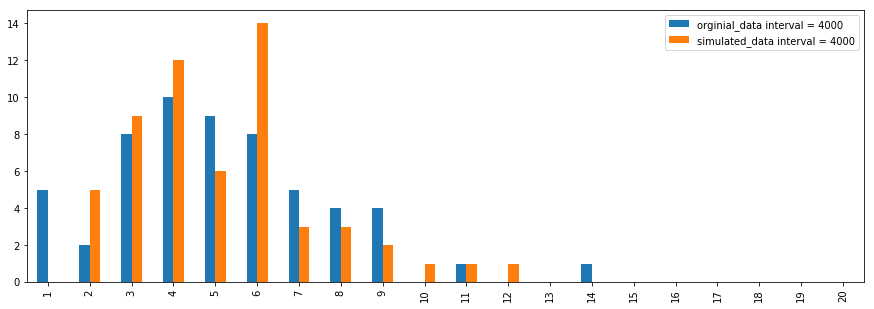 14
12
10
8
6
4
2
0
orginial_data interval = 4000
simulated_data interval = 4000
1 2 3 4 5 6 7 8 9 10 11 12 13 14 15 16 17 18 19 20